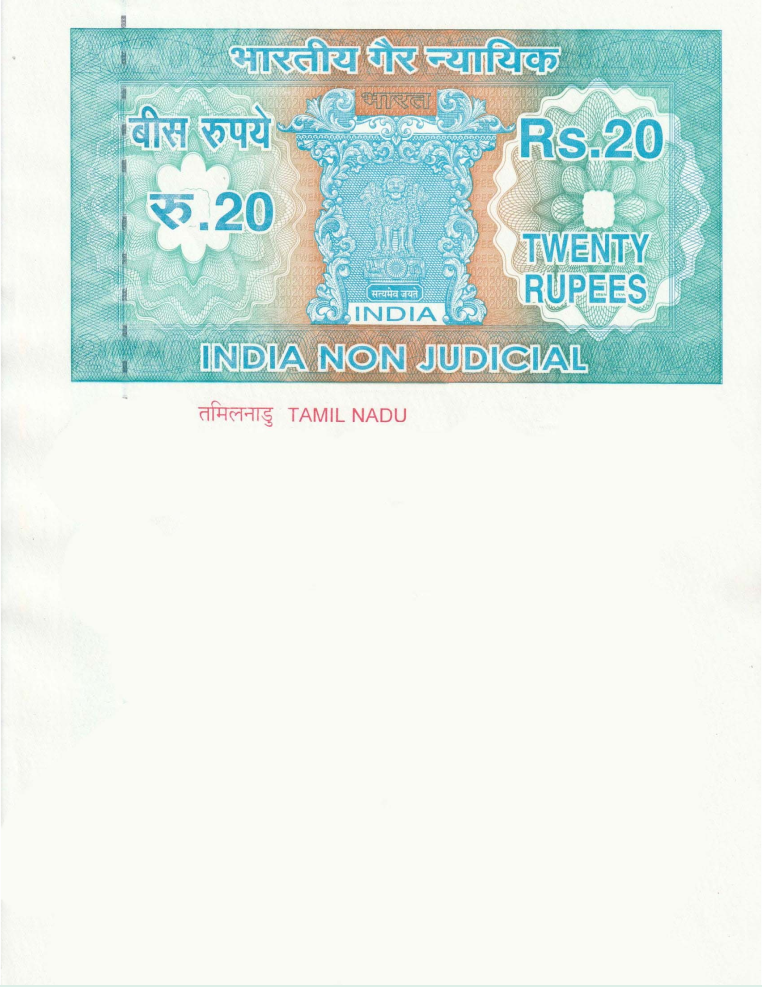 भारतीय गैर न्यायिक
भारत
बीस रुपये
रु.20
Rs.20
TWENTY
RUPEES
सत्यमेव जयते
INDIA
INDIA NON JUDICIAL
तमिलनाडु TAMIL NADU